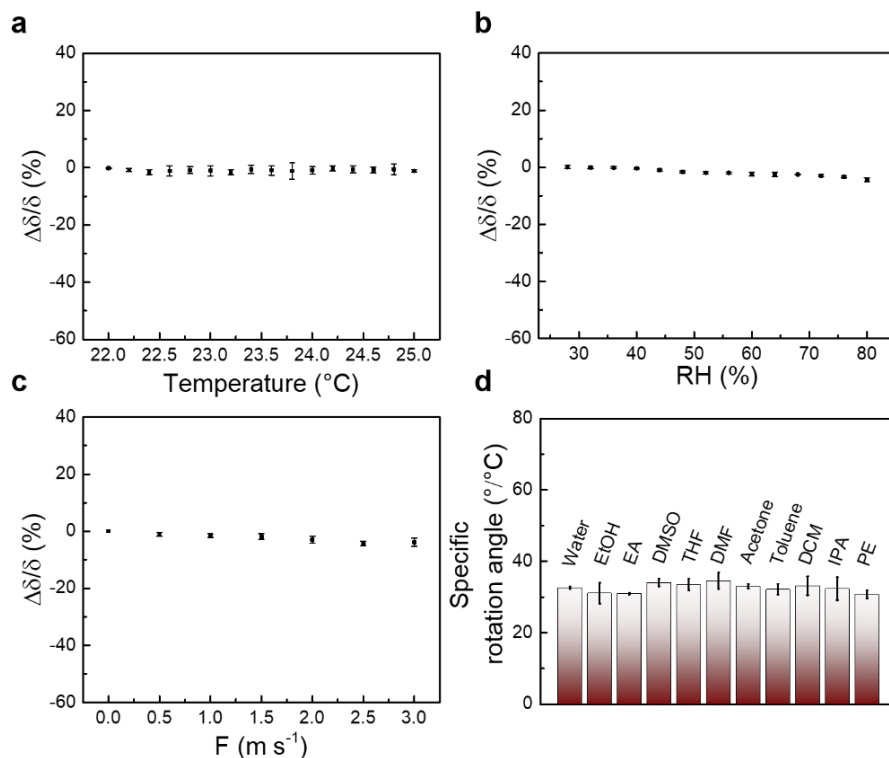 a
40
20
0
-20
-40
-60
Δδ/δ (%)
22.0 22.5 23.0 23.5 24.0 24.5 25.0
Temperature (°C)
b
40
20
0
-20
-40
-60
Δδ/δ (%)
30 40 50 60 70 80
RH (%)
c
40
20
0
-20
-40
-60
Δδ/δ (%)
0.0 0.5 1.0 1.5 2.0 2.5 3.0
F (m s⁻¹)
d
80
60
40
20
0
Specific
rotation angle (°/°C)
Water EtOH EA DMSO THF DMF Acetone Toluene DCM IPA PE